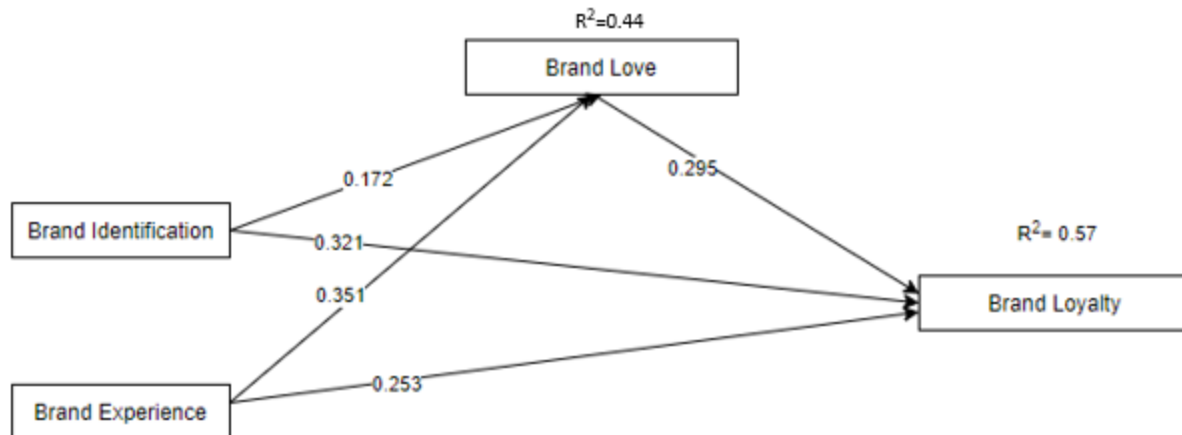 R²=0.44
Brand Love
0.172
0.295
Brand Identification
0.321
R²= 0.57
0.351
Brand Loyalty
0.253
Brand Experience